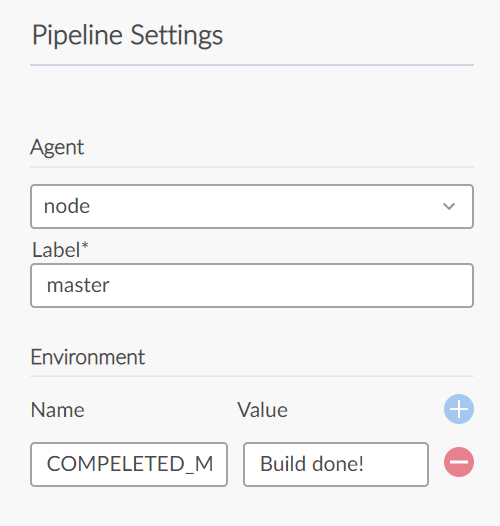 Pipeline Settings
Agent
node
Label*
master
Environment
Name Value
COMPELETED_M Build done!